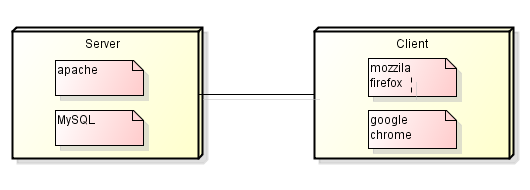 Server
apache
MySQL
Client
mozzila
firefox
google
chrome